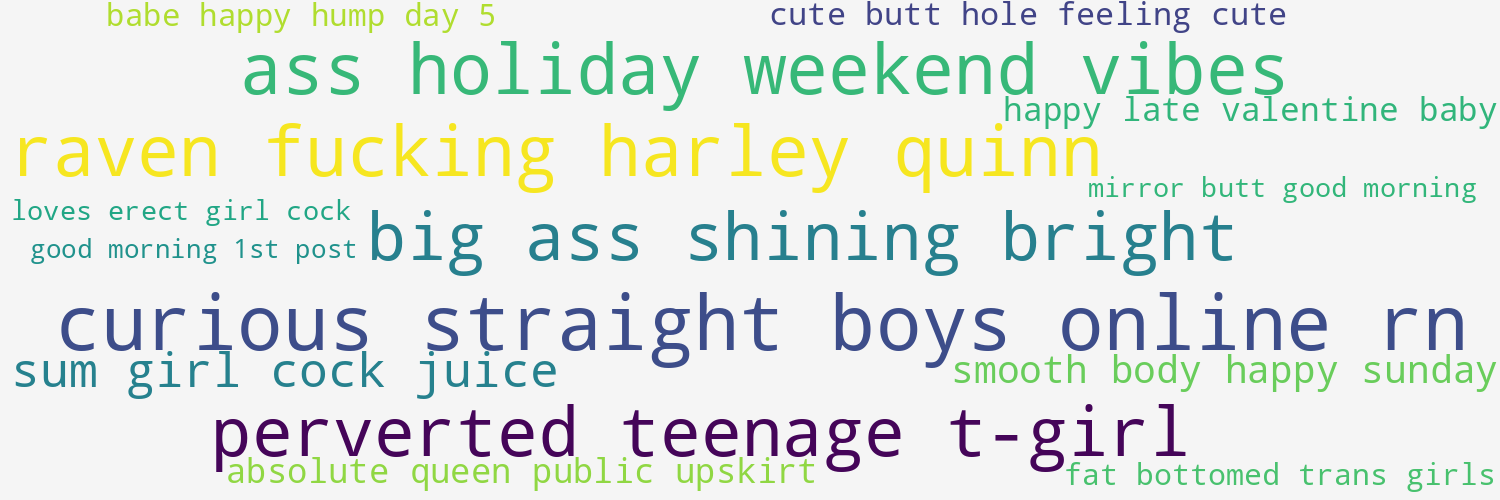 babe happy hump day 5
cute butt hole feeling cute
ass holiday weekend vibes
happy late valentine baby
raven fucking harley quinn
mirror butt good morning
loves erect girl cock
good morning 1st post
big ass shining bright
curious straight boys online rn
sum girl cock juice
smooth body happy sunday
perverted teenage t-girl
absolute queen public upskirt
fat bottomed trans girls